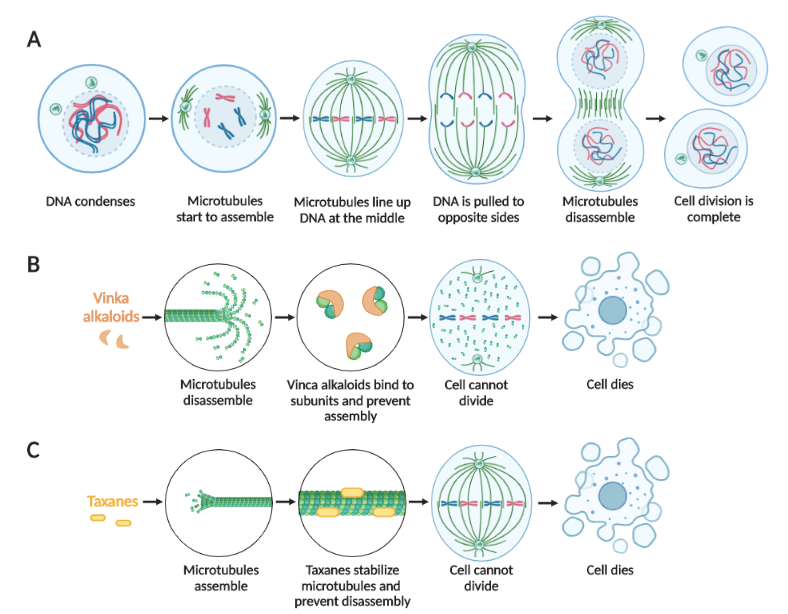 A
DNA condenses
Microtubules
start to assemble
Microtubules line up
DNA at the middle
DNA is pulled to
opposite sides
Microtubules
disassemble
Cell division is
complete
B
Vinka
alkaloids
Microtubules
disassemble
Vinca alkaloids bind to
subunits and prevent
assembly
Cell cannot
divide
Cell dies
C
Taxanes
Microtubules
assemble
Taxanes stabilize
microtubules and
prevent disassembly
Cell cannot
divide
Cell dies